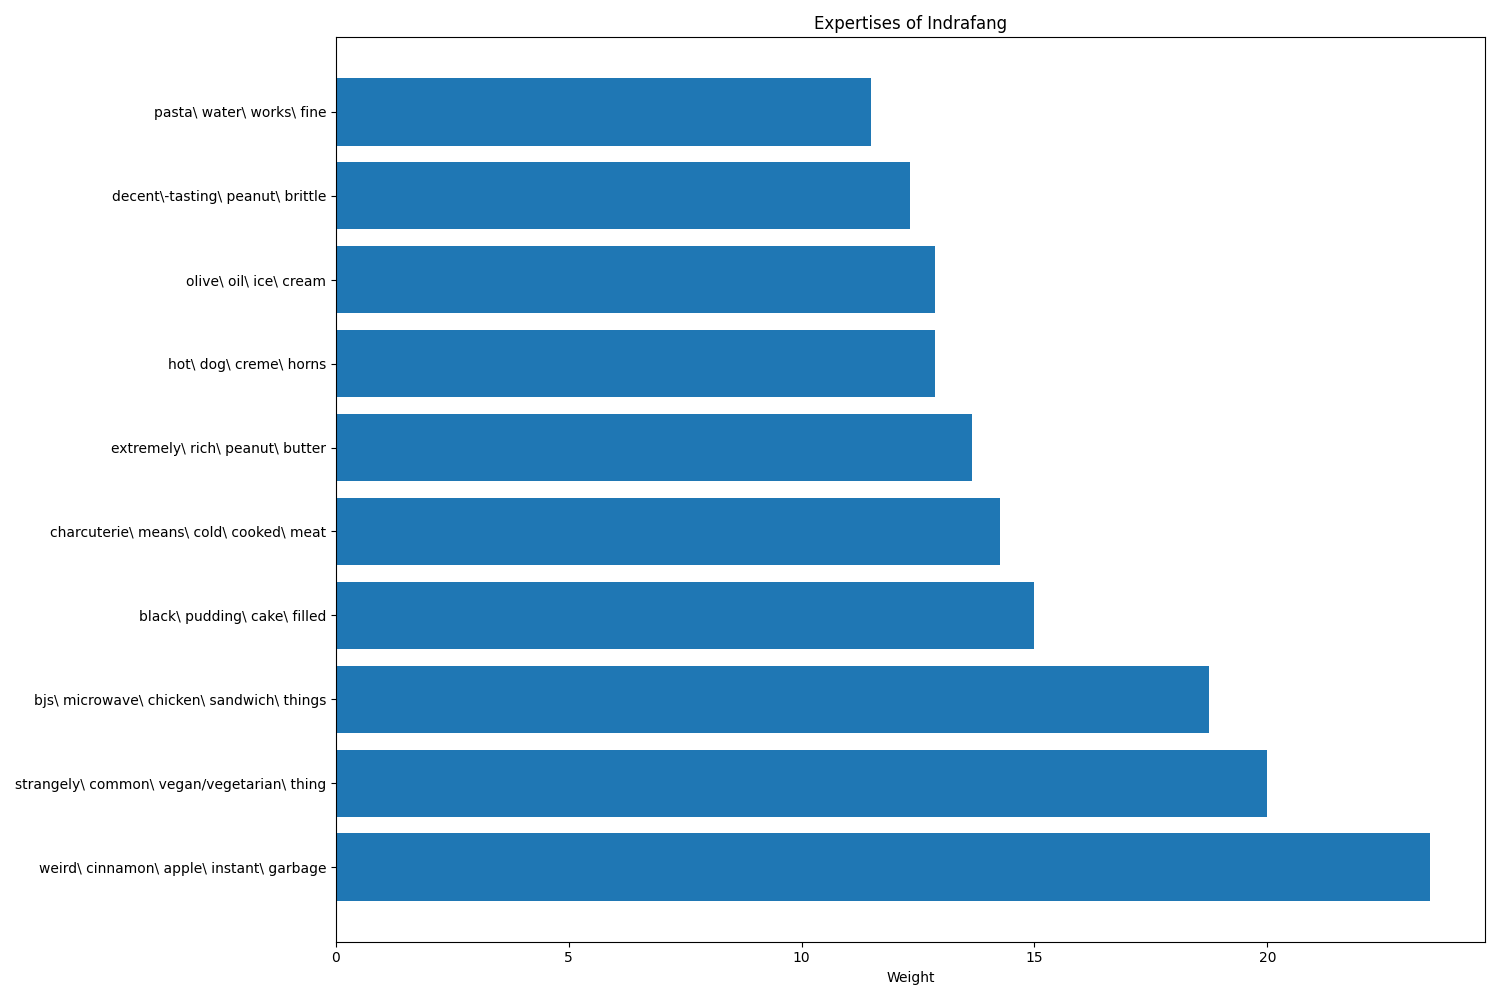 Expertises of Indrafang
pasta\ water\ works\ fine
decent\-tasting\ peanut\ brittle
olive\ oil\ ice\ cream
hot\ dog\ creme\ horns
extremely\ rich\ peanut\ butter
charcuterie\ means\ cold\ cooked\ meat
black\ pudding\ cake\ filled
bjs\ microwave\ chicken\ sandwich\ things
strangely\ common\ vegan/vegetarian\ thing
weird\ cinnamon\ apple\ instant\ garbage
0 5 10 15 20
Weight